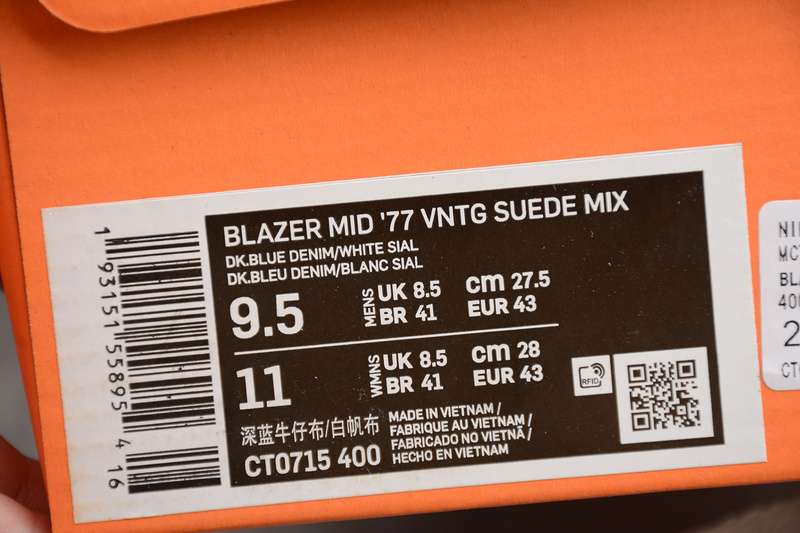 BLAZER MID '77 VNTG SUEDE MIX
DK.BLUE DENIM/WHITE SIAL
DK.BLEU DENIM/BLANC SIAL
9.5
MENS
UK 8.5
cm 27.5
BR 41
EUR 43
11
WMNS
UK 8.5
cm 28
BR 41
EUR 43
RFID
深蓝牛仔布/白帆布
CT0715 400
MADE IN VIETNAM /
FABRIQUE AU VIETNAM /
FABRICADO NO VIETNÃ /
HECHO EN VIETNAM
1 93151 55895 4 16